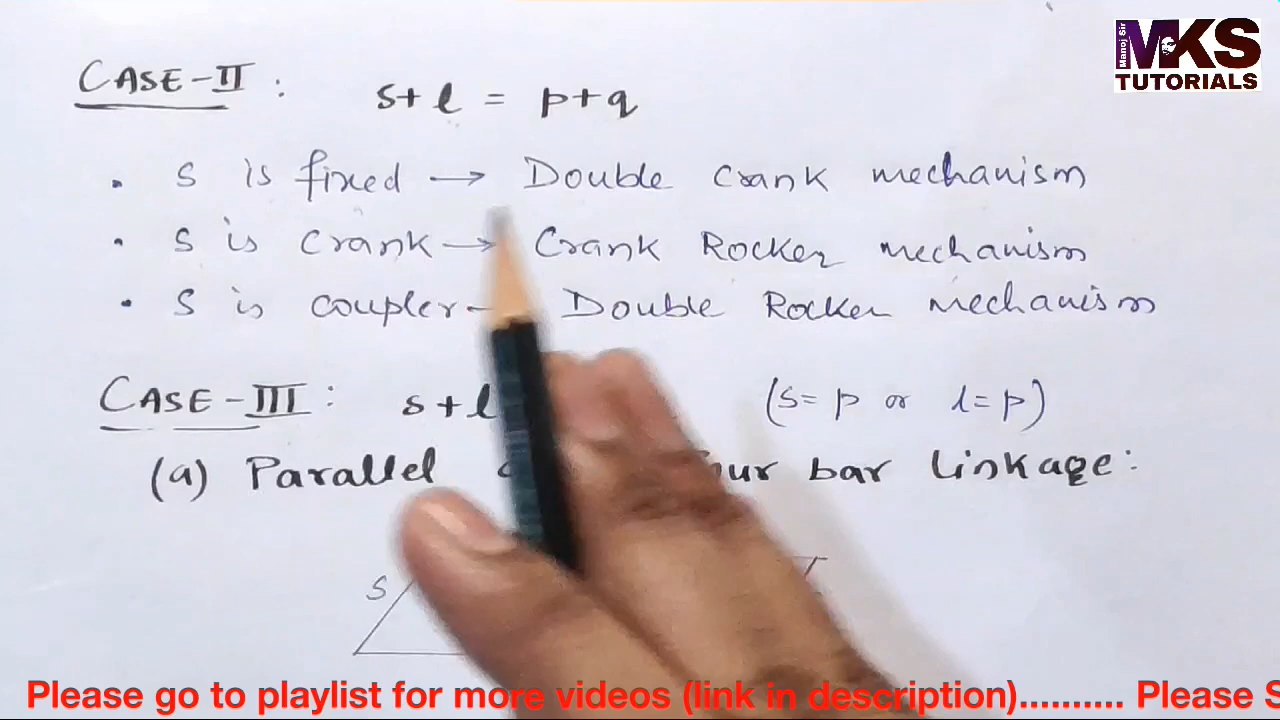 CASE-II : s+l = p+q
Manoj Sir MKS
TUTORIALS
• S is fixed → Double crank mechanism
• S is crank → Crank Rocker mechanism
• S is coupler- Double Rocker mechanism
CASE-III : s+l (s=p or l=p)
(a) Parallel bar linkage:
S
Please go to playlist for more videos (link in description).......... Please S